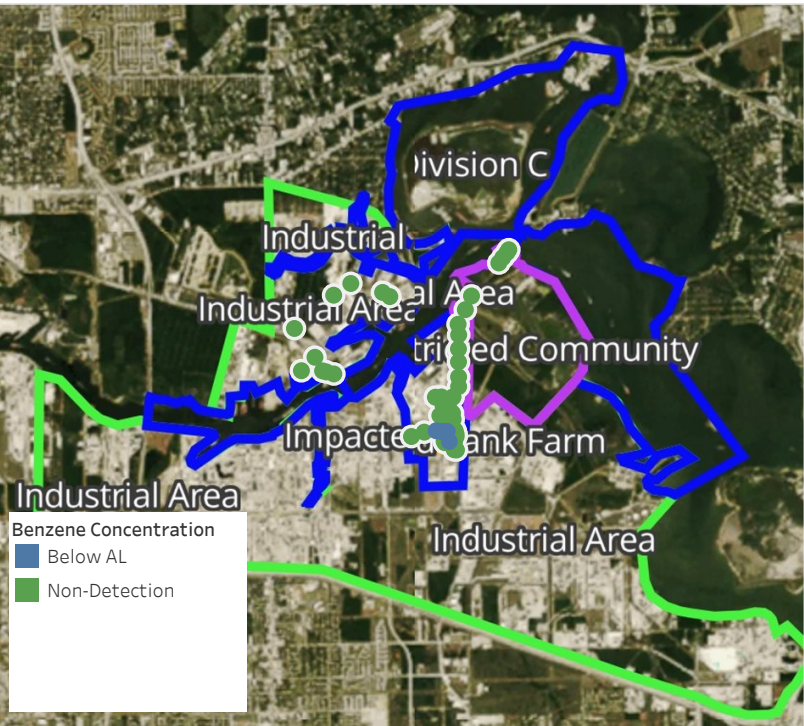 Division C
Industrial
al Area
Industrial Area
tricted Community
Impacted Tank Farm
Industrial Area
Industrial Area
Benzene Concentration
Below AL
Non-Detection